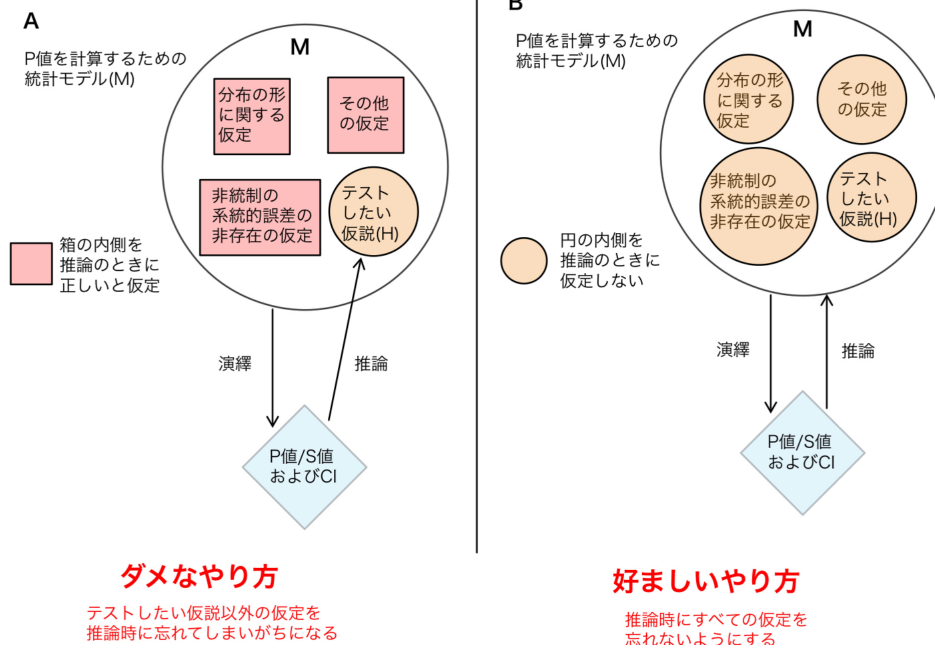 A
P値を計算するための
統計モデル(M)
M
分布の形
に関する
仮定
その他
の仮定
非統制の
系統的誤差の
非存在の仮定
テスト
したい
仮説(H)
箱の内側を
推論のときに
正しいと仮定
演繹
推論
P値/S値
およびCI
ダメなやり方
テストしたい仮説以外の仮定を
推論時に忘れてしまいがちになる
B
P値を計算するための
統計モデル(M)
M
分布の形
に関する
仮定
その他
の仮定
非統制の
系統的誤差の
非存在の仮定
テスト
したい
仮説(H)
円の内側を
推論のときに
仮定しない
演繹
推論
P値/S値
およびCI
好ましいやり方
推論時にすべての仮定を
忘れないようにする